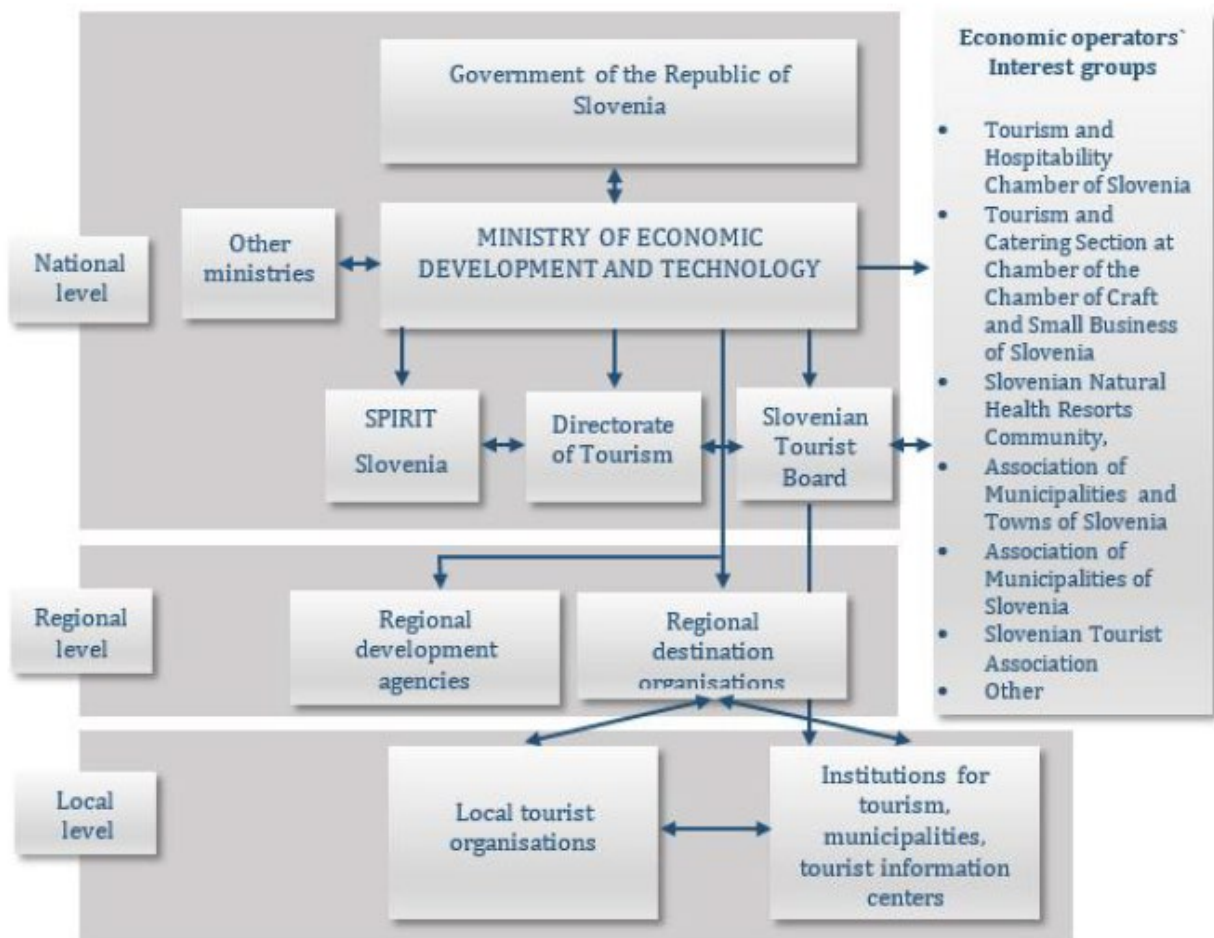 Government of the Republic of
Slovenia
Economic operators`
Interest groups
• Tourism and
Hospitability
Chamber of Slovenia
• Tourism and
Catering Section at
Chamber of the
Chamber of Craft
and Small Business
of Slovenia
• Slovenian Natural
Health Resorts
Community,
• Association of
Municipalities and
Towns of Slovenia
• Association of
Municipalities of
Slovenia
• Slovenian Tourist
Association
• Other
National
level
Other
ministries
MINISTRY OF ECONOMIC
DEVELOPMENT AND TECHNOLOGY
SPIRIT
Slovenia
Directorate
of Tourism
Slovenian
Tourist
Board
Regional
level
Regional
development
agencies
Regional
destination
organisations
Local
level
Local tourist
organisations
Institutions for
tourism,
municipalities,
tourist information
centers